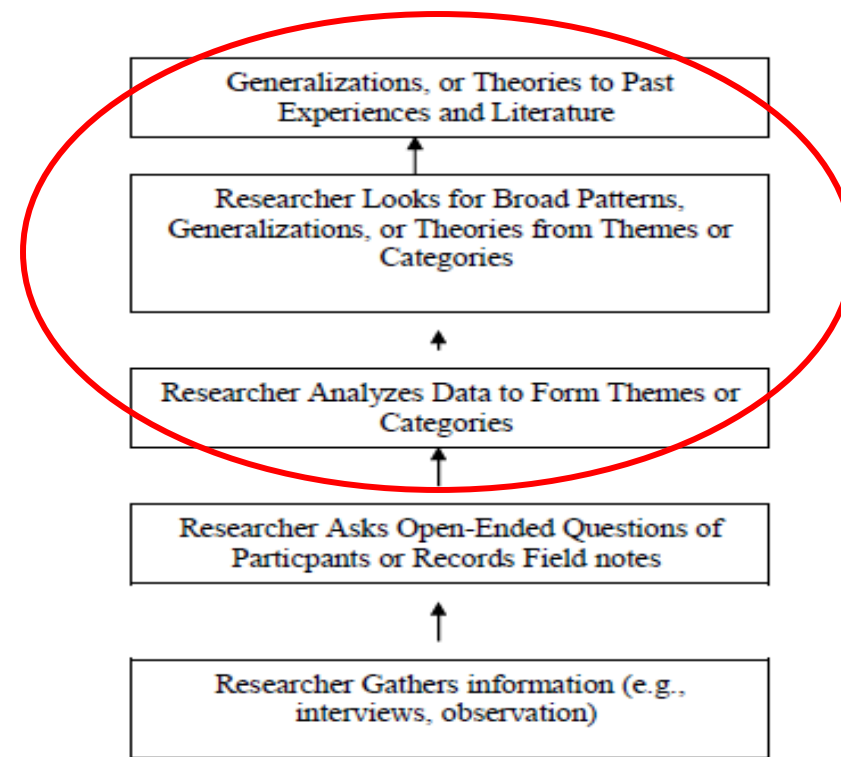 Generalizations, or Theories to Past
Experiences and Literature
Researcher Looks for Broad Patterns,
Generalizations, or Theories from Themes or
Categories
Researcher Analyzes Data to Form Themes or
Categories
Researcher Asks Open-Ended Questions of
Particpants or Records Field notes
Researcher Gathers information (e.g.,
interviews, observation)